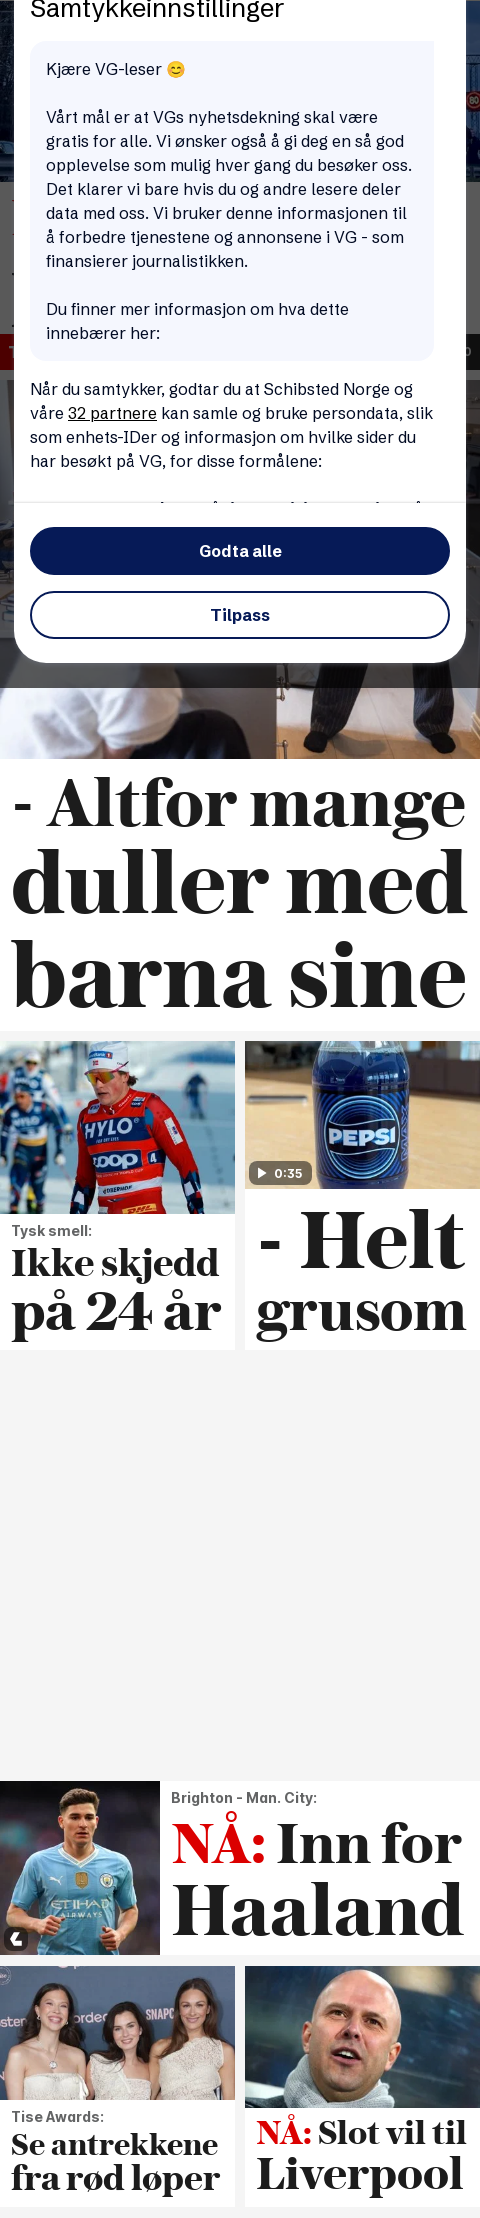 Samtykkeinnstillinger
Kjære VG-leser 😊
Vårt mål er at VGs nyhetsdekning skal være
gratis for alle. Vi ønsker også å gi deg en så god
opplevelse som mulig hver gang du besøker oss.
Det klarer vi bare hvis du og andre lesere deler
data med oss. Vi bruker denne informasjonen til
å forbedre tjenestene og annonsene i VG - som
finansierer journalistikken.
Du finner mer informasjon om hva dette
innebærer her:
Når du samtykker, godtar du at Schibsted Norge og
våre 32 partnere kan samle og bruke persondata, slik
som enhets-IDer og informasjon om hvilke sider du
har besøkt på VG, for disse formålene:
Godta alle
Tilpass
- Altfor mange
duller med
barna sine
HYLO
coop 4
DHL
PEPSI
0:35
Tysk smell:
Ikke skjedd
på 24 år
- Helt
grusom
ETIHAD
AIRWAYS
Brighton - Man. City:
NÅ: Inn for
Haaland
SNAPC
Tise Awards:
Se antrekkene
fra rød løper
NÅ: Slot vil til
Liverpool